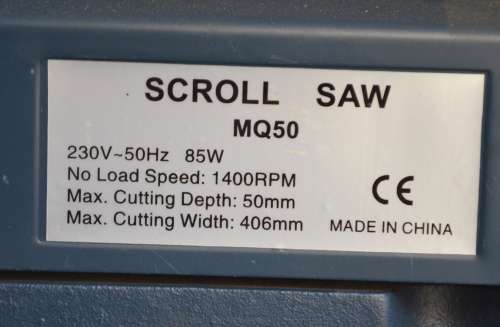 SCROLL SAW
MQ50
230V~50Hz 85W
No Load Speed: 1400RPM
Max. Cutting Depth: 50mm
Max. Cutting Width: 406mm
CE
MADE IN CHINA